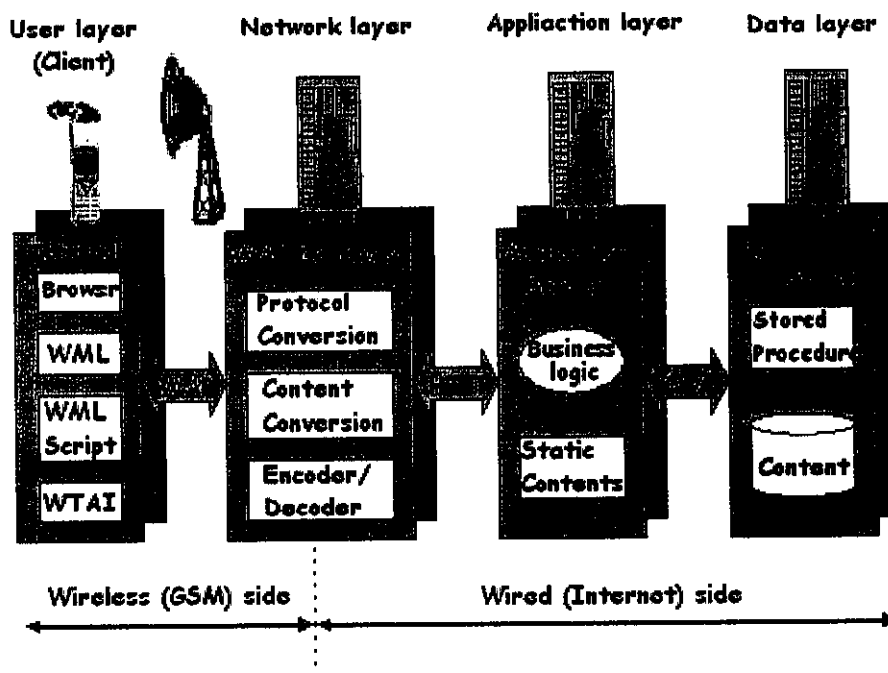 User layer
(Client)
Network layer
Appliaction layer
Data layer
Browsr
WML
WML
Script
WTAI
Protocol
Conversion
Content
Conversion
Encoder/
Decoder
Business
logic
Static
Contents
Stored
Procedure
Content
Wireless (GSM) side
Wired (Internet) side